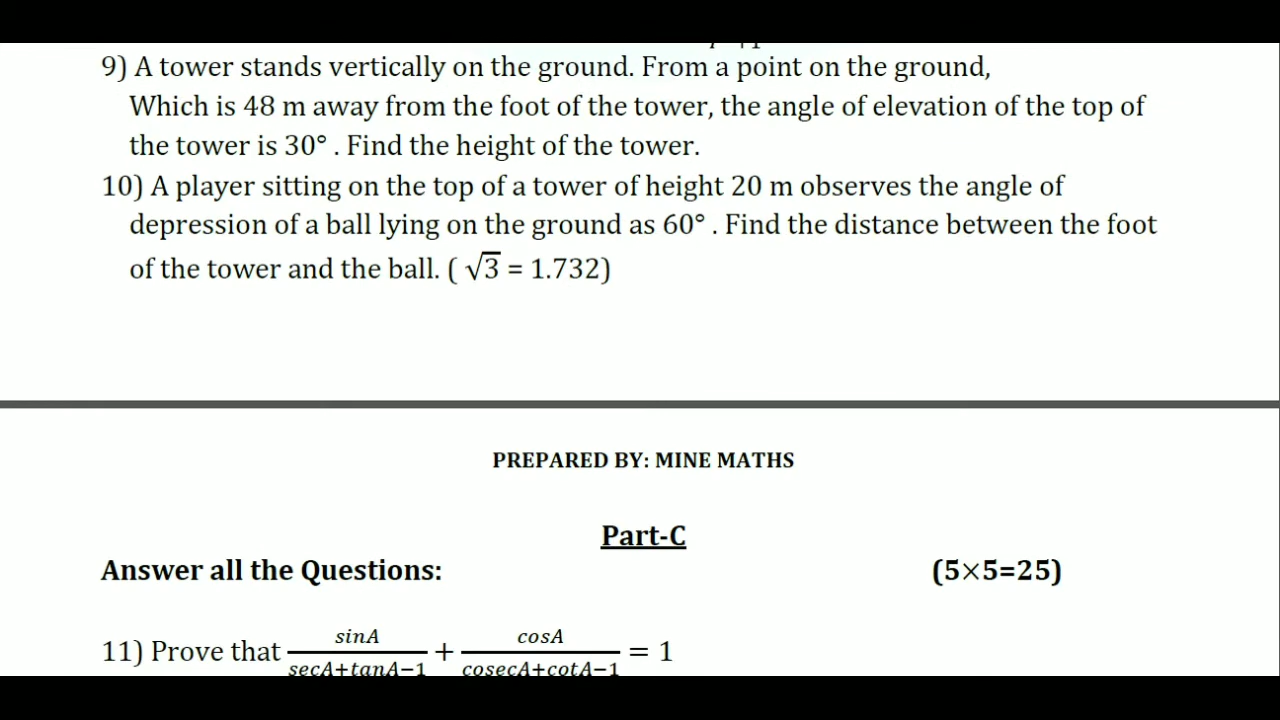 9) A tower stands vertically on the ground. From a point on the ground,
Which is 48 m away from the foot of the tower, the angle of elevation of the top of
the tower is 30° . Find the height of the tower.
10) A player sitting on the top of a tower of height 20 m observes the angle of
depression of a ball lying on the ground as 60° . Find the distance between the foot
of the tower and the ball. ( √3 = 1.732)
PREPARED BY: MINE MATHS
Part-C
Answer all the Questions: (5×5=25)
11) Prove that sinA/secA+tanA−1 + cosA/cosecA+cotA−1 = 1